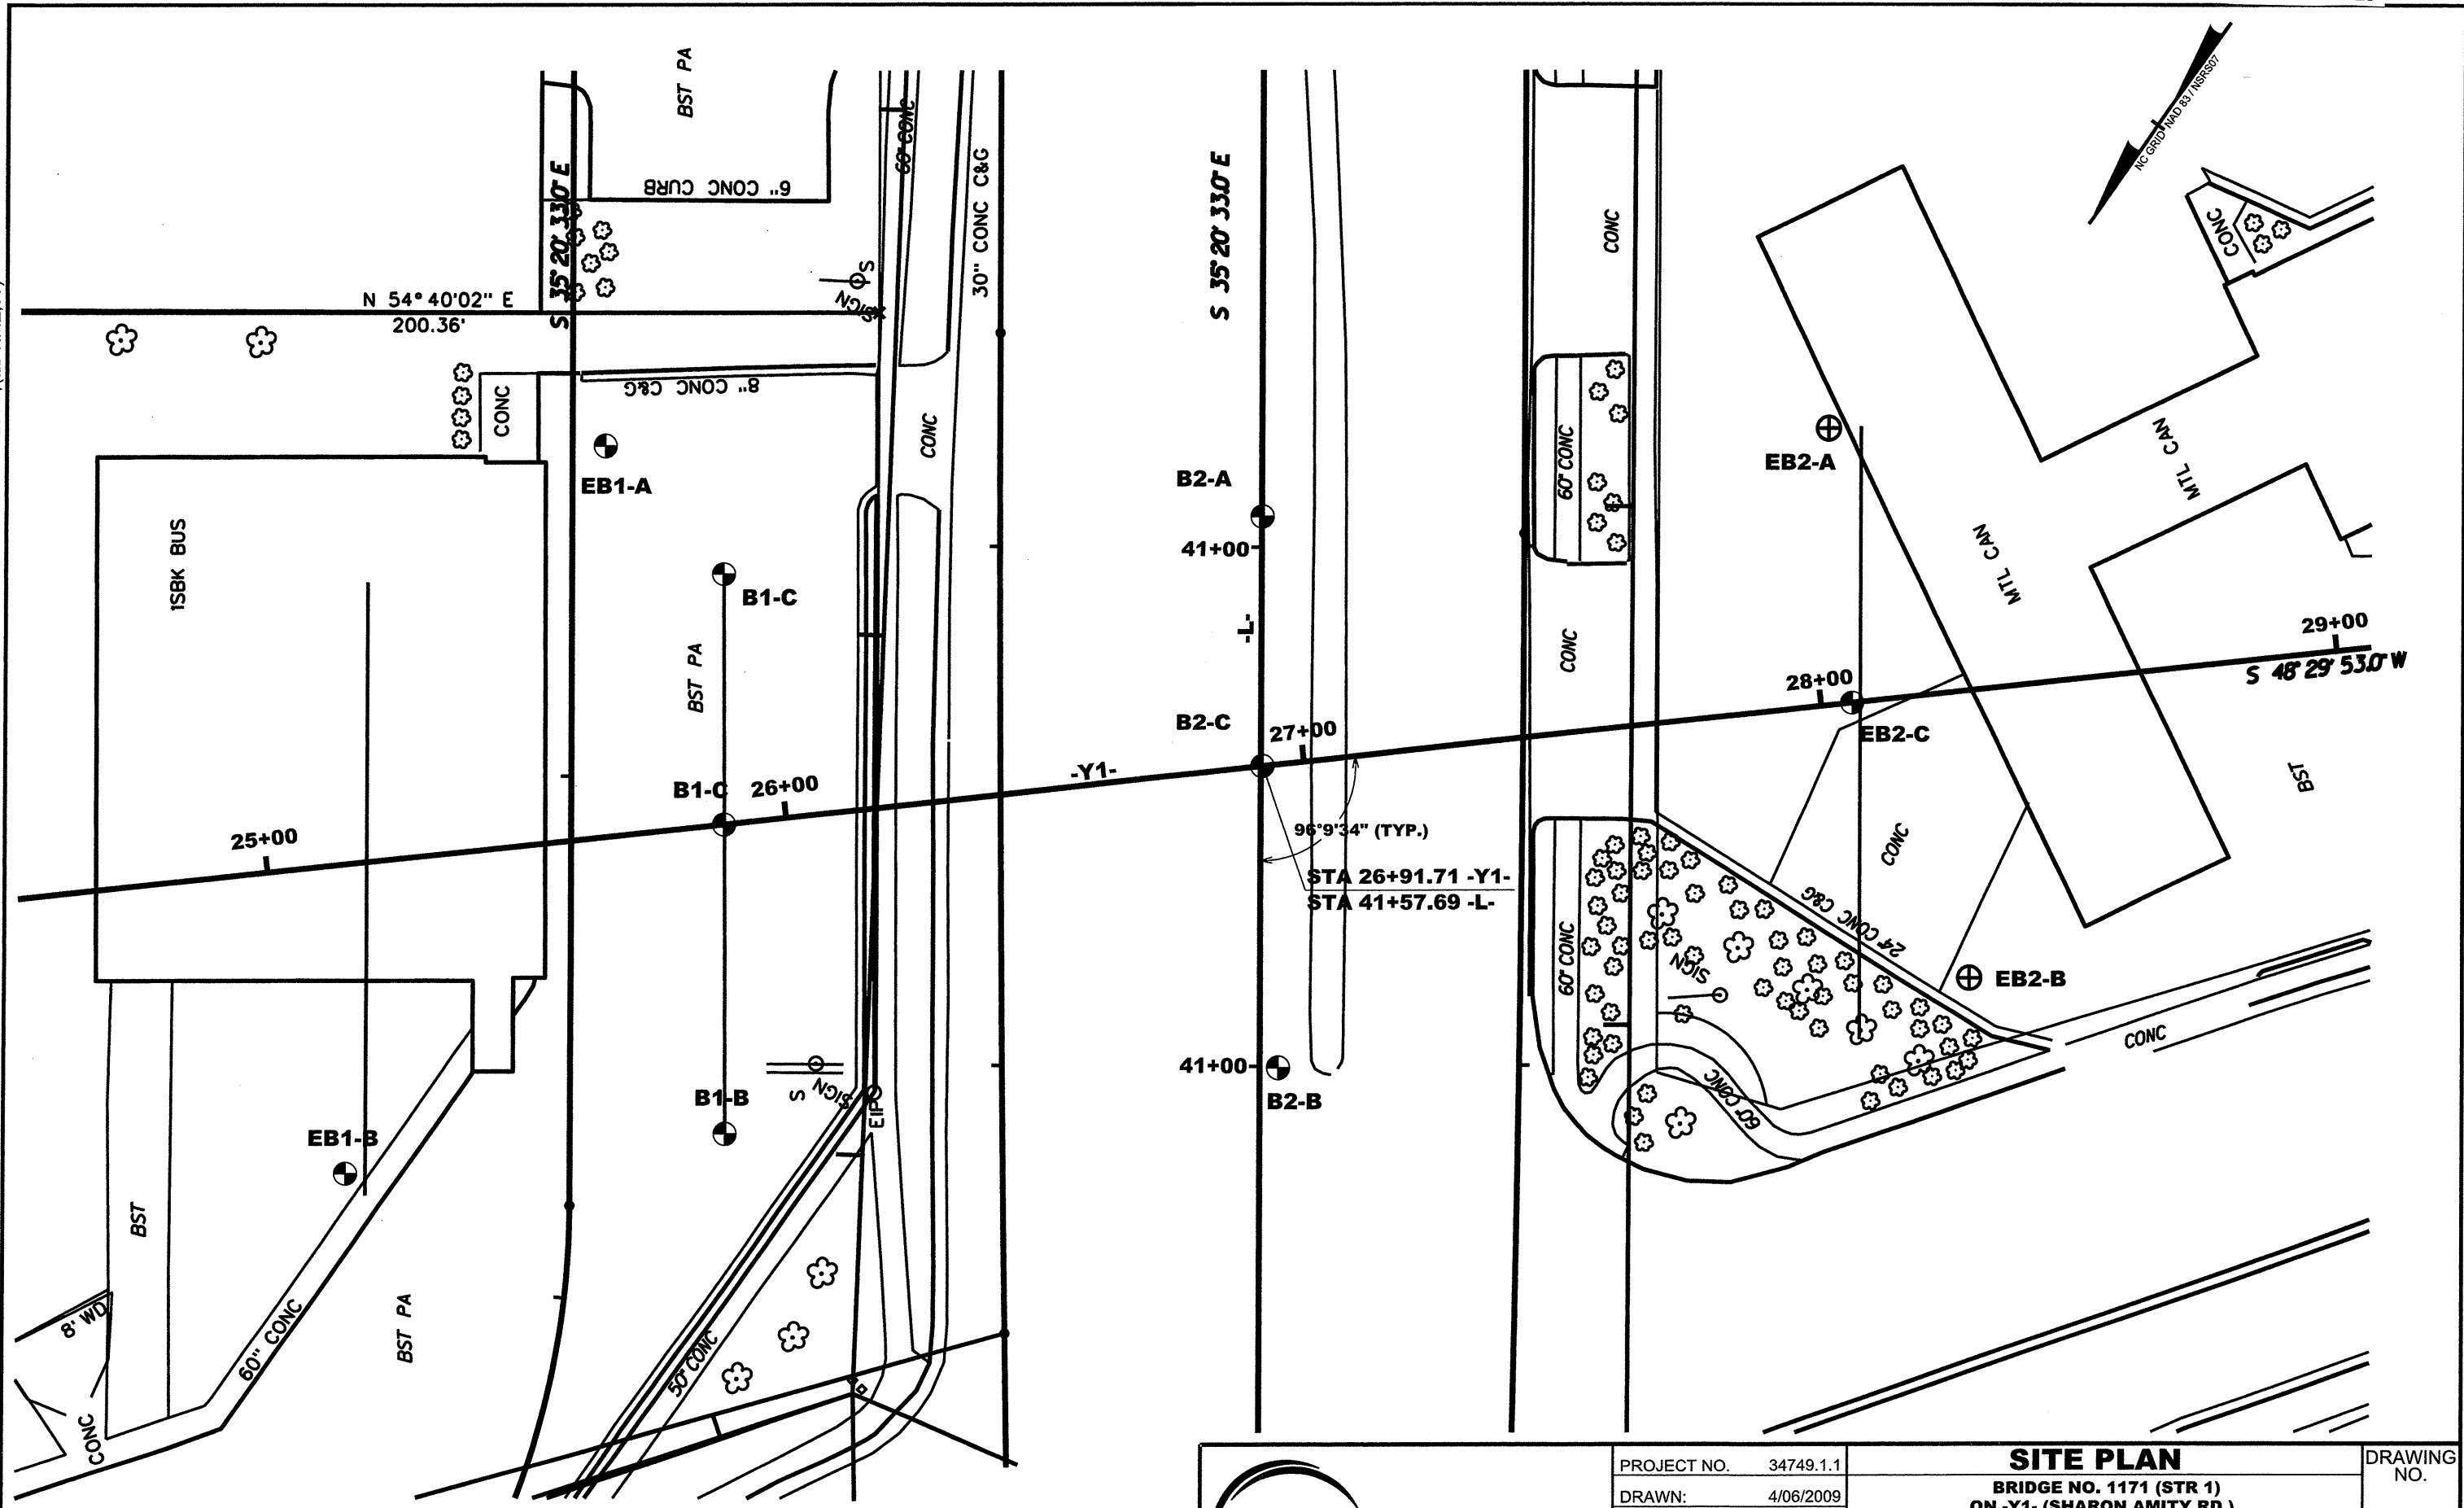 BST PA
NC GRID NAD 83 / NSRS07
60" CONC
6" CONC CURB
S 35° 20' 33.0" E
30" CONC C&G
S 35° 20' 33.0" E
CONC
CONC
N 54° 40'02" E
200.36'
S
SIGN
8" CONC C&G
CONC
CONC
60" CONC
EB2-A
MTL CAN
B2-A
EB1-A
1SBK BUS
41+00
MTL CAN
B1-C
-L-
CONC
BST PA
29+00
S 48° 29' 53.0" W
28+00
B2-C
27+00
EB2-C
-Y1-
B1-C
26+00
BST
25+00
96°9'34" (TYP.)
CONC
STA 26+91.71 -Y1-
STA 41+57.69 -L-
24" CONC C&G
60" CONC
SIGN
EB2-B
CONC
41+00
B2-B
B1-B
S
SIGN
EIP
60" CONC
EB1-B
BST
8' WD
60" CONC
BST PA
50" CONC
CONC
PROJECT NO. 34749.1.1
SITE PLAN
DRAWING
NO.
BRIDGE NO. 1171 (STR 1)
DRAWN: 4/06/2009
ON -Y1- (SHARON AMITY RD.)